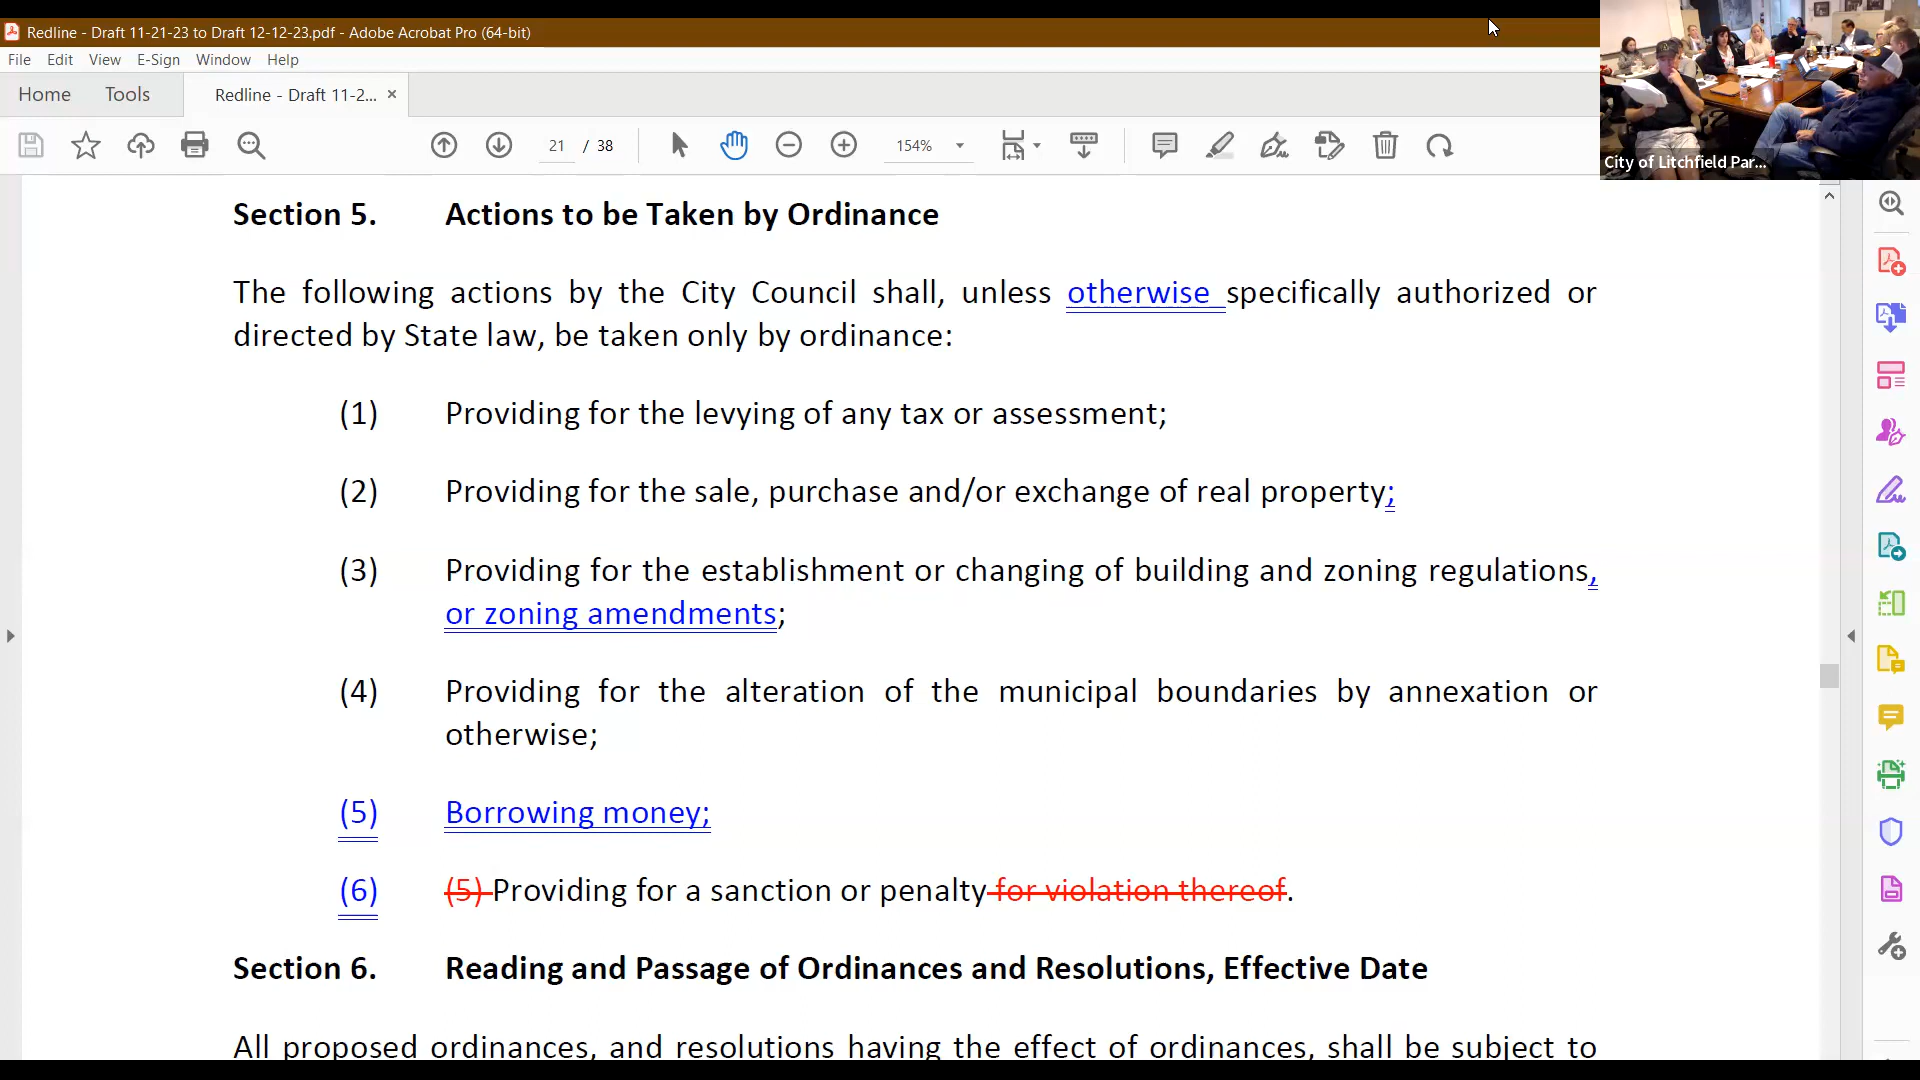 Redline - Draft 11-21-23 to Draft 12-12-23.pdf - Adobe Acrobat Pro (64-bit)
File Edit View E-Sign Window Help
Home Tools Redline - Draft 11-2... ×
21 / 38 154%
City of Litchfield Par...
Section 5. Actions to be Taken by Ordinance
The following actions by the City Council shall, unless otherwise specifically authorized or
directed by State law, be taken only by ordinance:
(1) Providing for the levying of any tax or assessment;
(2) Providing for the sale, purchase and/or exchange of real property;
(3) Providing for the establishment or changing of building and zoning regulations,
or zoning amendments;
(4) Providing for the alteration of the municipal boundaries by annexation or
otherwise;
(5) Borrowing money;
(6) (5) Providing for a sanction or penalty for violation thereof.
Section 6. Reading and Passage of Ordinances and Resolutions, Effective Date
All proposed ordinances, and resolutions having the effect of ordinances, shall be subject to